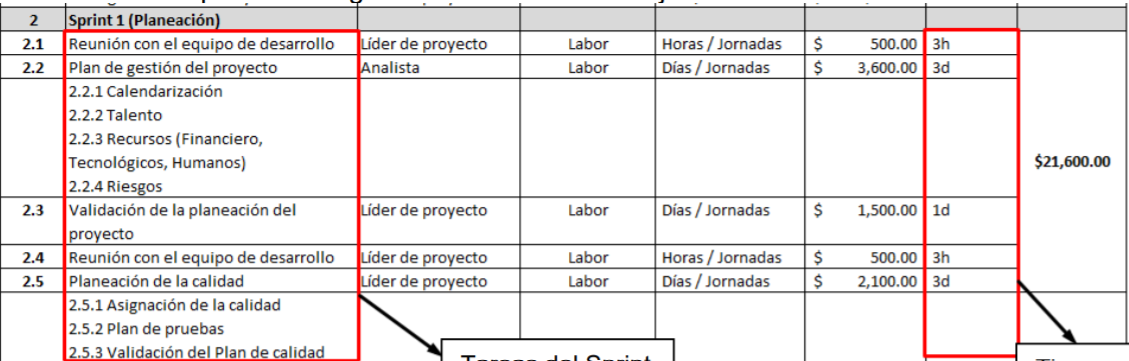 2 Sprint 1 (Planeación)
2.1 Reunión con el equipo de desarrollo Líder de proyecto Labor Horas / Jornadas $ 500.00 3h
2.2 Plan de gestión del proyecto Analista Labor Días / Jornadas $ 3,600.00 3d
2.2.1 Calendarización
2.2.2 Talento
2.2.3 Recursos (Financiero,
Tecnológicos, Humanos)
$21,600.00
2.2.4 Riesgos
2.3 Validación de la planeación del Líder de proyecto Labor Días / Jornadas $ 1,500.00 1d
proyecto
2.4 Reunión con el equipo de desarrollo Líder de proyecto Labor Horas / Jornadas $ 500.00 3h
2.5 Planeación de la calidad Líder de proyecto Labor Días / Jornadas $ 2,100.00 3d
2.5.1 Asignación de la calidad
2.5.2 Plan de pruebas
2.5.3 Validación del Plan de calidad
Tareas del Sprint